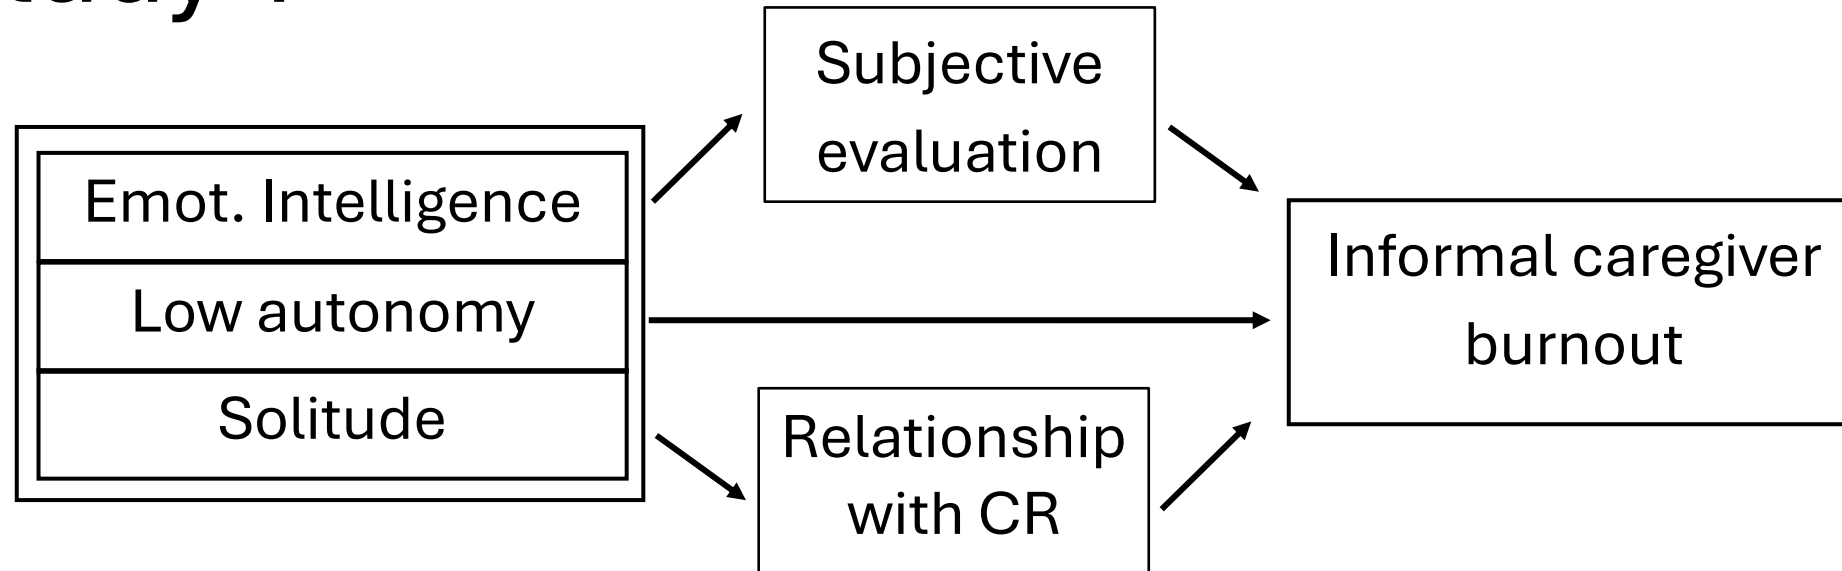 Emot. Intelligence
Low autonomy
Solitude
Subjective
evaluation
Relationship
with CR
Informal caregiver
burnout